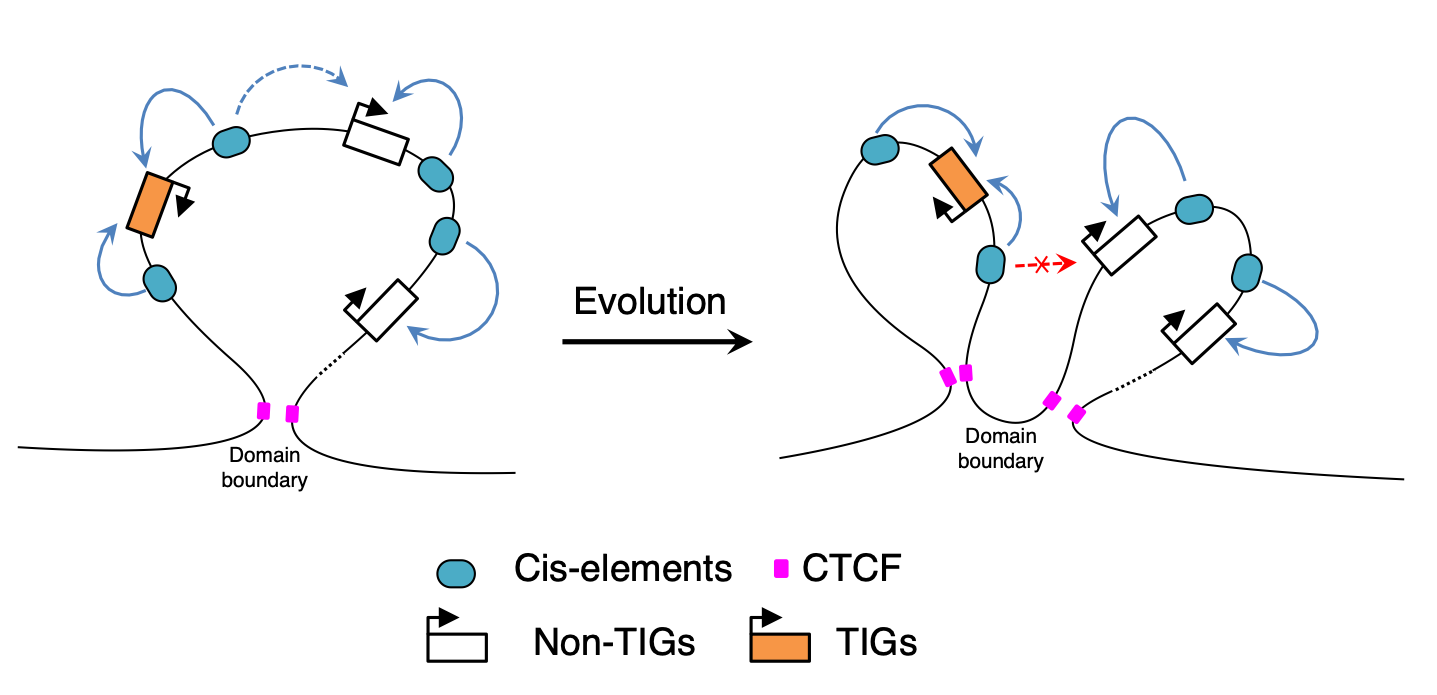 Evolution
Domain
boundary
Domain
boundary
Cis-elements
CTCF
Non-TIGs
TIGs